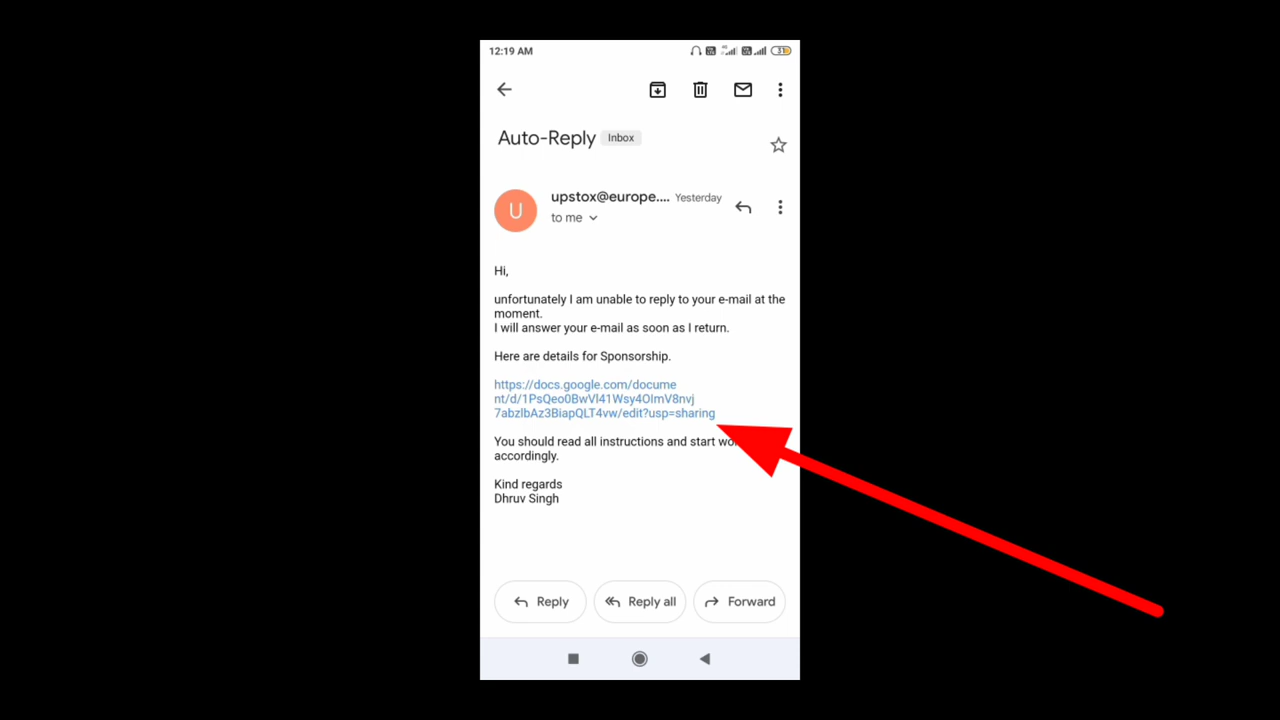 12:19 AM
31
Auto-Reply Inbox
U
upstox@europe.... Yesterday
to me
Hi,
unfortunately I am unable to reply to your e-mail at the
moment.
I will answer your e-mail as soon as I return.
Here are details for Sponsorship.
https://docs.google.com/docume
nt/d/1PsQeo0BwVl41Wsy4OImV8nvj
7abzIbAz3BiapQLT4vw/edit?usp=sharing
You should read all instructions and start
accordingly.
Kind regards
Dhruv Singh
Reply Reply all Forward